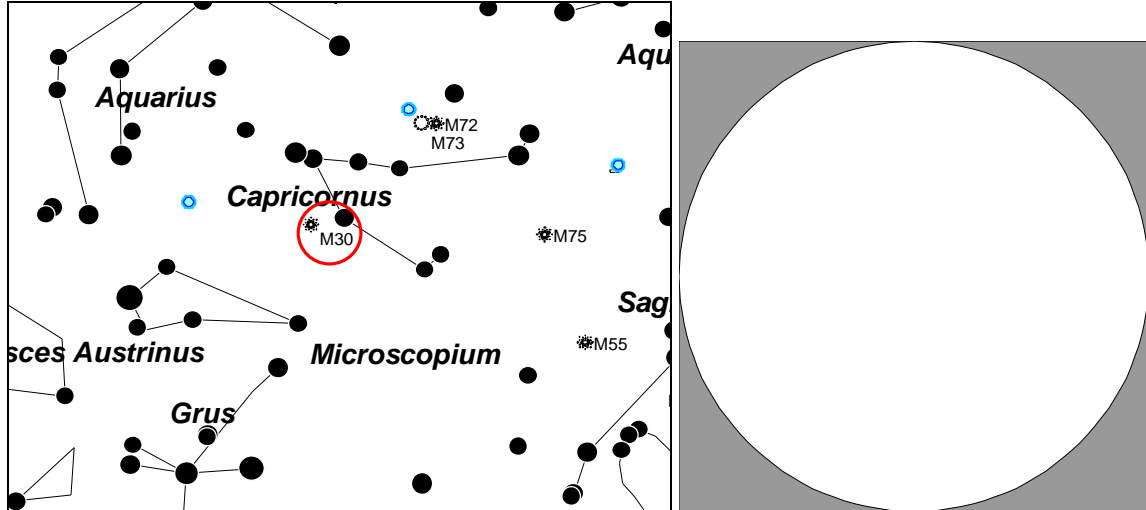 Aqu
Aquarius
M72
M73
Capricornus
M30
M75
Sag
sces Austrinus
Microscopium
M55
Grus